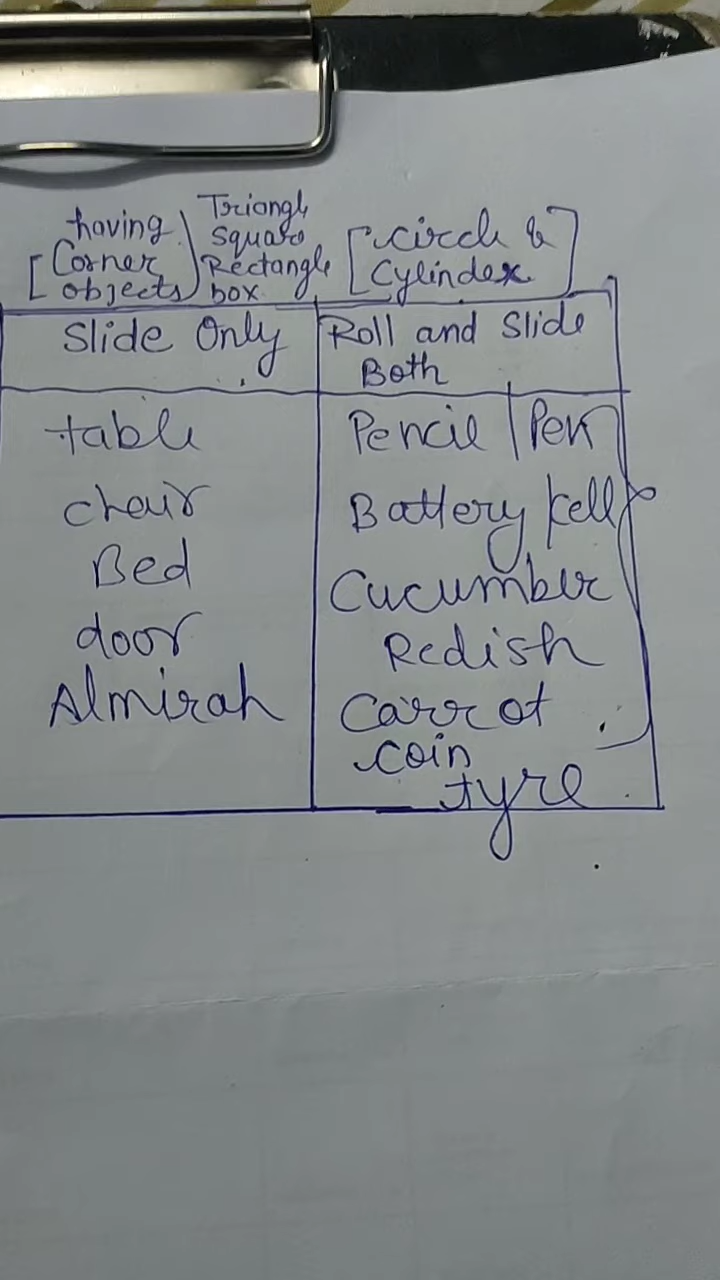 having
[ Corner
objects
Triangle
Square
Rectangle
box
[ circle &
Cylinder ]
Slide Only
Roll and Slide
Both
table
chair
Bed
door
Almirah
Pencil | Pen
Battery cell
Cucumber
Redish
Carrot
coin
tyre